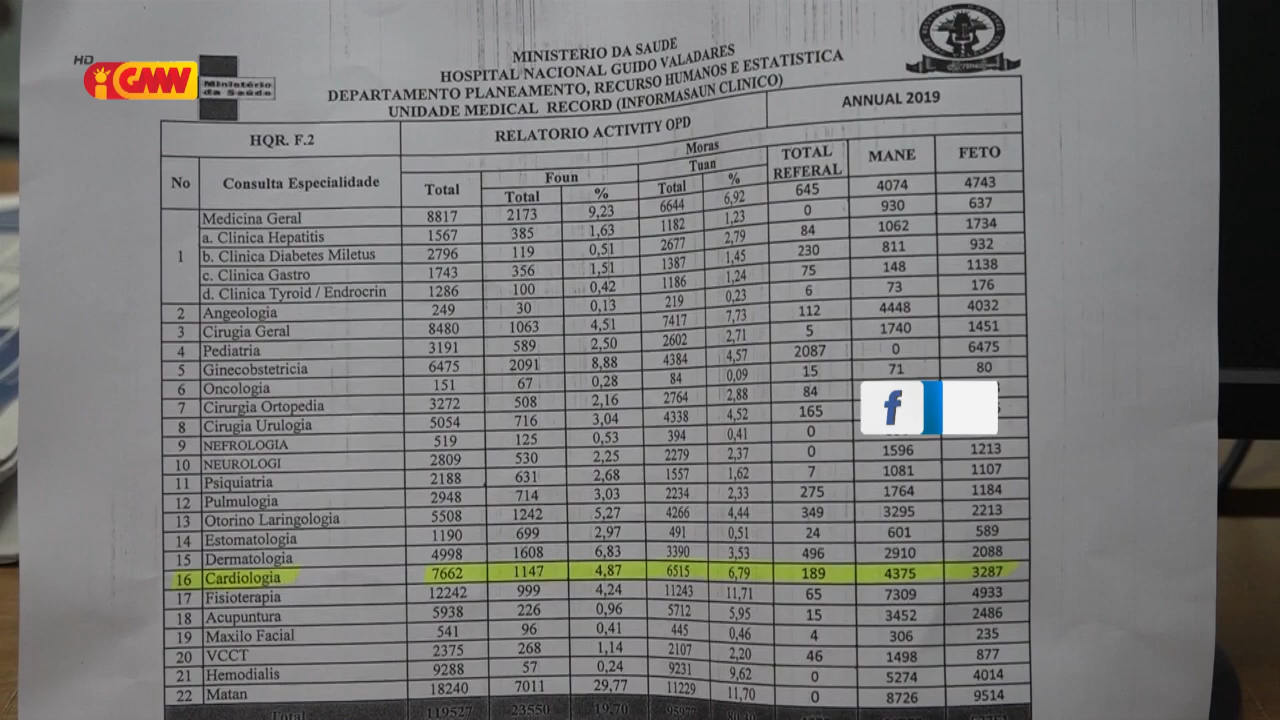 HD
GMN
Ministério
da Saúde
MINISTERIO DA SAUDE
HOSPITAL NACIONAL GUIDO VALADARES
DEPARTAMENTO PLANEAMENTO, RECURSO HUMANOS E ESTATISTICA
UNIDADE MEDICAL RECORD (INFORMASAUN CLINICO)
HQR. F.2 RELATORIO ACTIVITY OPD ANNUAL 2019
Moras
No Consulta Especialidade Total Foun Tuan TOTAL REFERAL MANE FETO
Total % Total %
1 Medicina Geral 8817 2173 9,23 6644 6,92 645 4074 4743
a. Clinica Hepatitis 1567 385 1,63 1182 1,23 0 930 637
b. Clinica Diabetes Miletus 2796 119 0,51 2677 2,79 84 1062 1734
c. Clinica Gastro 1743 356 1,51 1387 1,45 230 811 932
d. Clinica Tyroid / Endrocrin 1286 100 0,42 1186 1,24 75 148 1138
2 Angeologia 249 30 0,13 219 0,23 6 73 176
3 Cirugia Geral 8480 1063 4,51 7417 7,73 112 4448 4032
4 Pediatria 3191 589 2,50 2602 2,71 5 1740 1451
5 Ginecobstetricia 6475 2091 8,88 4384 4,57 2087 0 6475
6 Oncologia 151 67 0,28 84 0,09 15 71 80
7 Cirurgia Ortopedia 3272 508 2,16 2764 2,88 84
8 Cirugia Urulogia 5054 716 3,04 4338 4,52 165
9 NEFROLOGIA 519 125 0,53 394 0,41 0
10 NEUROLOGI 2809 530 2,25 2279 2,37 0 1596 1213
11 Psiquiatria 2188 631 2,68 1557 1,62 7 1081 1107
12 Pulmulogia 2948 714 3,03 2234 2,33 275 1764 1184
13 Otorino Laringologia 5508 1242 5,27 4266 4,44 349 3295 2213
14 Estomatologia 1190 699 2,97 491 0,51 24 601 589
15 Dermatologia 4998 1608 6,83 3390 3,53 496 2910 2088
16 Cardiologia 7662 1147 4,87 6515 6,79 189 4375 3287
17 Fisioterapia 12242 999 4,24 11243 11,71 65 7309 4933
18 Acupuntura 5938 226 0,96 5712 5,95 15 3452 2486
19 Maxilo Facial 541 96 0,41 445 0,46 4 306 235
20 VCCT 2375 268 1,14 2107 2,20 46 1498 877
21 Hemodialis 9288 57 0,24 9231 9,62 0 5274 4014
22 Matan 18240 7011 29,77 11229 11,70 0 8726 9514
Total 119527 23550 19,70
f